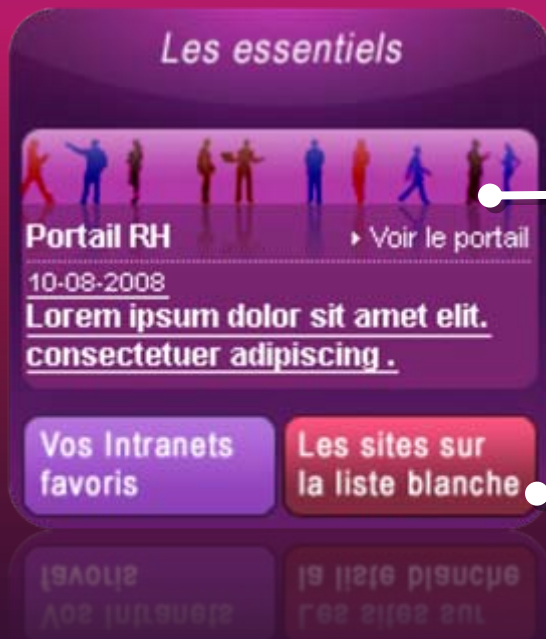 Les essentiels
Portail RH
Voir le portail
10-08-2008
Lorem ipsum dolor sit amet elit.
consectetuer adipiscing .
Vos Intranets
favoris
Les sites sur
la liste blanche